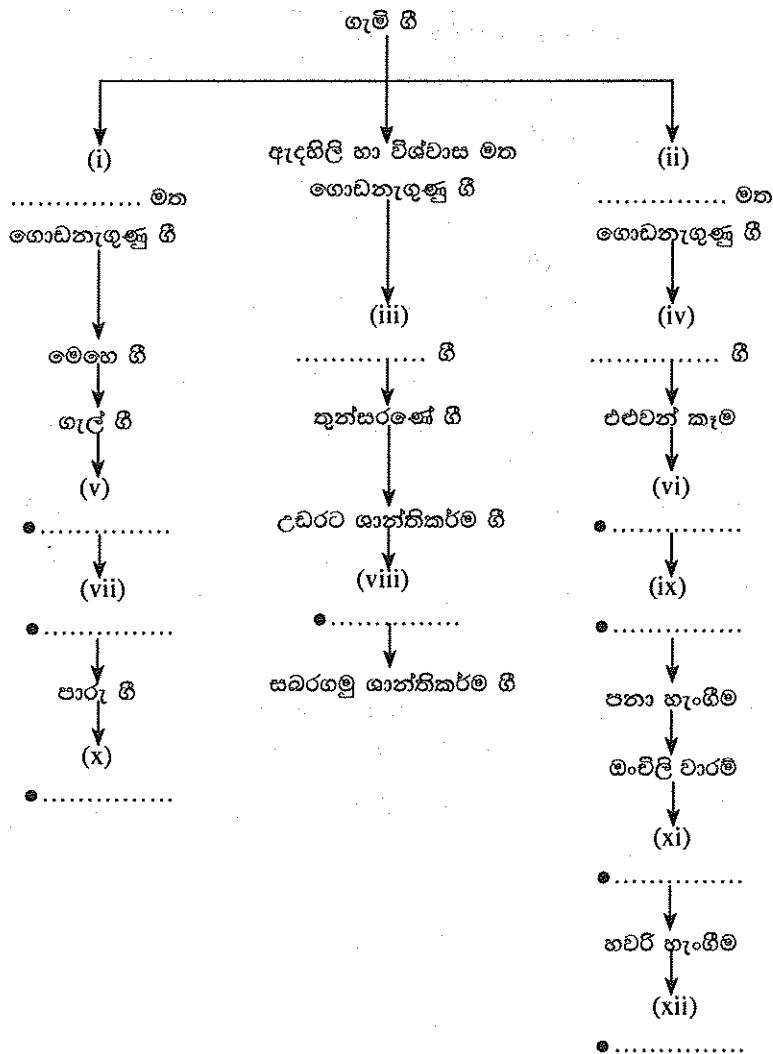 ගැමි ගී
(i)
................ මත
ගොඩනැගුණු ගී
මෙහෙ ගී
ගැල් ගී
(v)
● ................
(vii)
● ................
පාරු ගී
(x)
● ................
ඇදහිලි හා විශ්වාස මත
ගොඩනැගුණු ගී
(iii)
................ ගී
තුන්සරණේ ගී
උඩරට ශාන්තිකර්ම ගී
(viii)
● ................
සබරගමු ශාන්තිකර්ම ගී
(ii)
................ මත
ගොඩනැගුණු ගී
(iv)
................ ගී
එළුවන් කෑම
(vi)
● ................
(ix)
● ................
පනා හැංගීම
ඔංචිලි වාරම්
(xi)
● ................
හවරි හැංගීම
(xii)
● ................